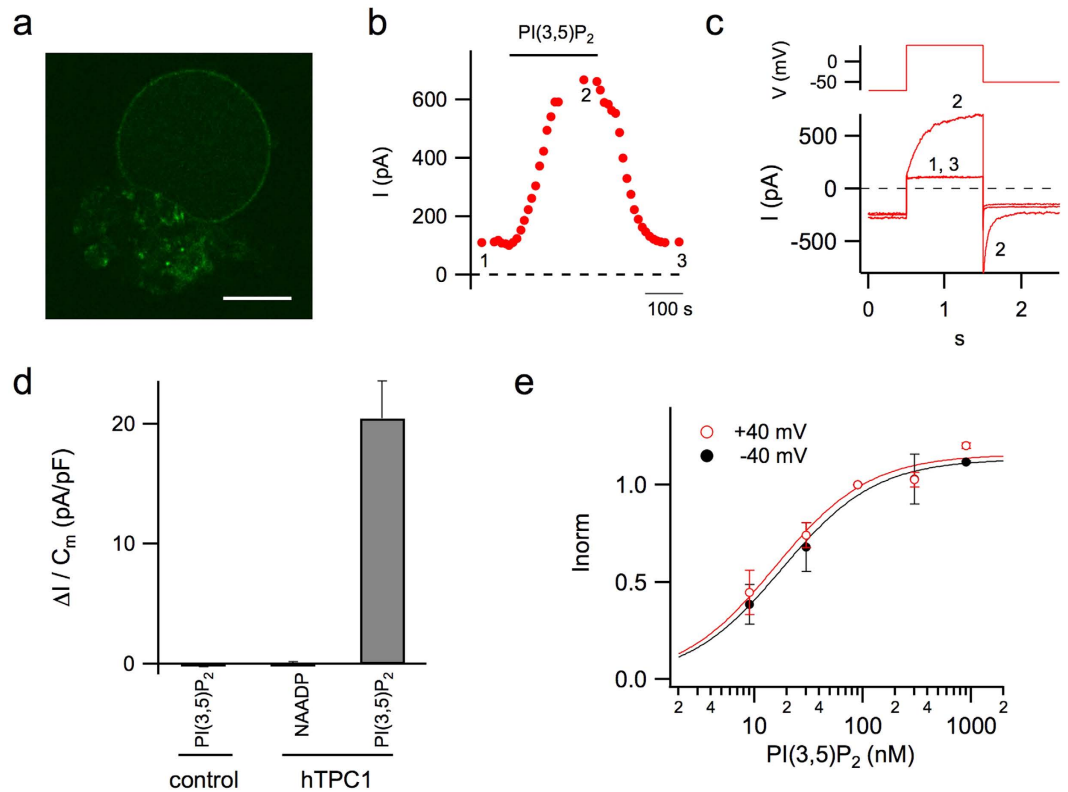 a
b
PI(3,5)P2
600
400
200
0
I (pA)
2
1
3
100 s
c
V (mV)
0
-50
2
500
1, 3
0
I (pA)
-500
2
0
1
2
s
d
ΔI / Cm (pA/pF)
20
10
0
PI(3,5)P2
NAADP
PI(3,5)P2
control
hTPC1
e
+40 mV
-40 mV
1.0
0.5
0.0
Inorm
2 4 2 4 2 4 2
10 100 1000
PI(3,5)P2 (nM)